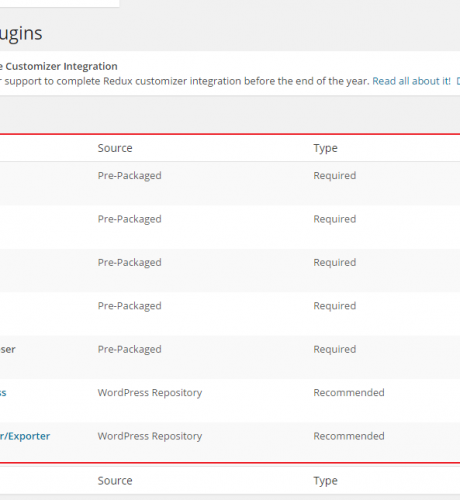 lugins
e Customizer Integration
r support to complete Redux customizer integration before the end of the year. Read all about it!
Source Type
Pre-Packaged Required
Pre-Packaged Required
Pre-Packaged Required
Pre-Packaged Required
ser Pre-Packaged Required
ss WordPress Repository Recommended
r/Exporter WordPress Repository Recommended
Source Type